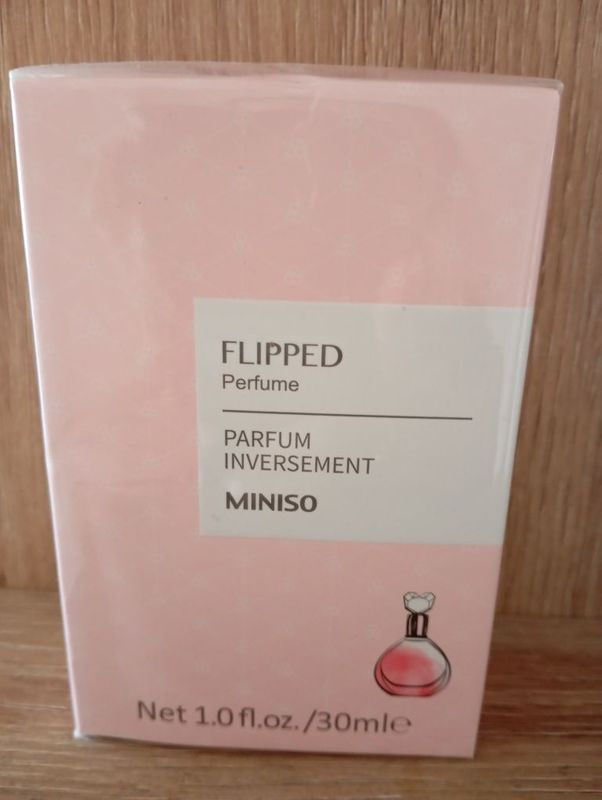 FLIPPED
Perfume
PARFUM
INVERSEMENT
MINISO
Net 1.0 fl.oz./30ml℮